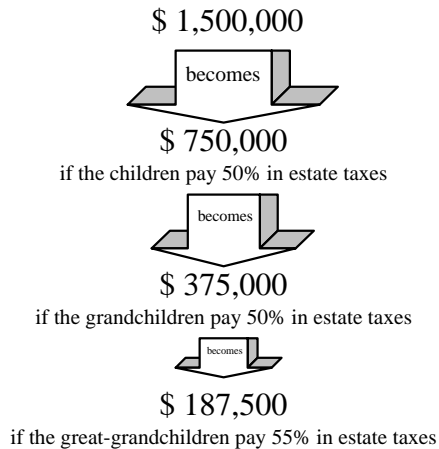 $ 1,500,000
becomes
$ 750,000
if the children pay 50% in estate taxes
becomes
$ 375,000
if the grandchildren pay 50% in estate taxes
becomes
$ 187,500
if the great-grandchildren pay 55% in estate taxes